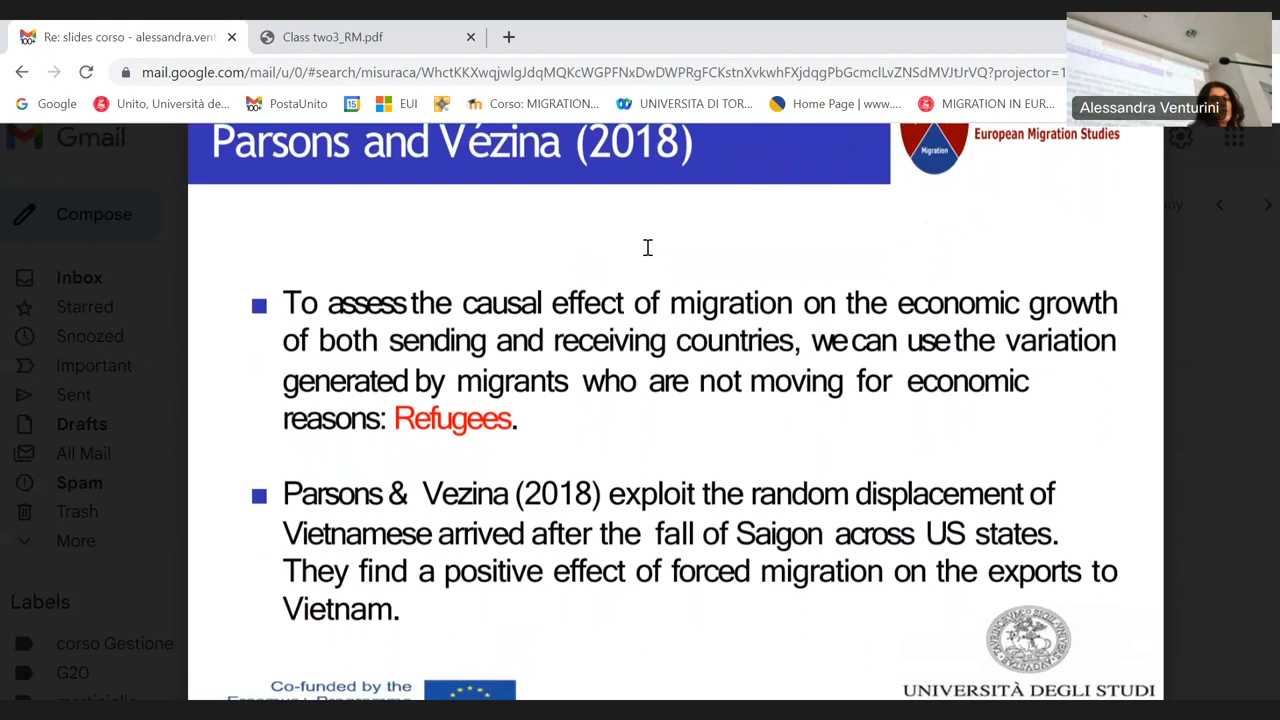 Re: slides corso - alessandra.ven
Class two3_RM.pdf
mail.google.com/mail/u/0/#search/misuraca/WhctKKXwqjwlgJdqMQKcWGPFNxDwDWPRgFCKstnXvkwhFXjdqgPbGcmclLvZNSdMVJtJrVQ?projector=1
Google
Unito, Università de...
PostaUnito
EUI
Corso: MIGRATION...
UNIVERSITA DI TOR...
Home Page | www....
MIGRATION IN EUR...
Alessandra Venturini
Gmail
Compose
Inbox
Starred
Snoozed
Important
Sent
Drafts
All Mail
Spam
Trash
More
Labels
corso Gestione
G20
Parsons and Vézina (2018)
Migration
European Migration Studies
To assess the causal effect of migration on the economic growth
of both sending and receiving countries, we can use the variation
generated by migrants who are not moving for economic
reasons: Refugees.
Parsons & Vezina (2018) exploit the random displacement of
Vietnamese arrived after the fall of Saigon across US states.
They find a positive effect of forced migration on the exports to
Vietnam.
Co-funded by the
Erasmus+ Programme
UNIVERSITÀ DEGLI STUDI